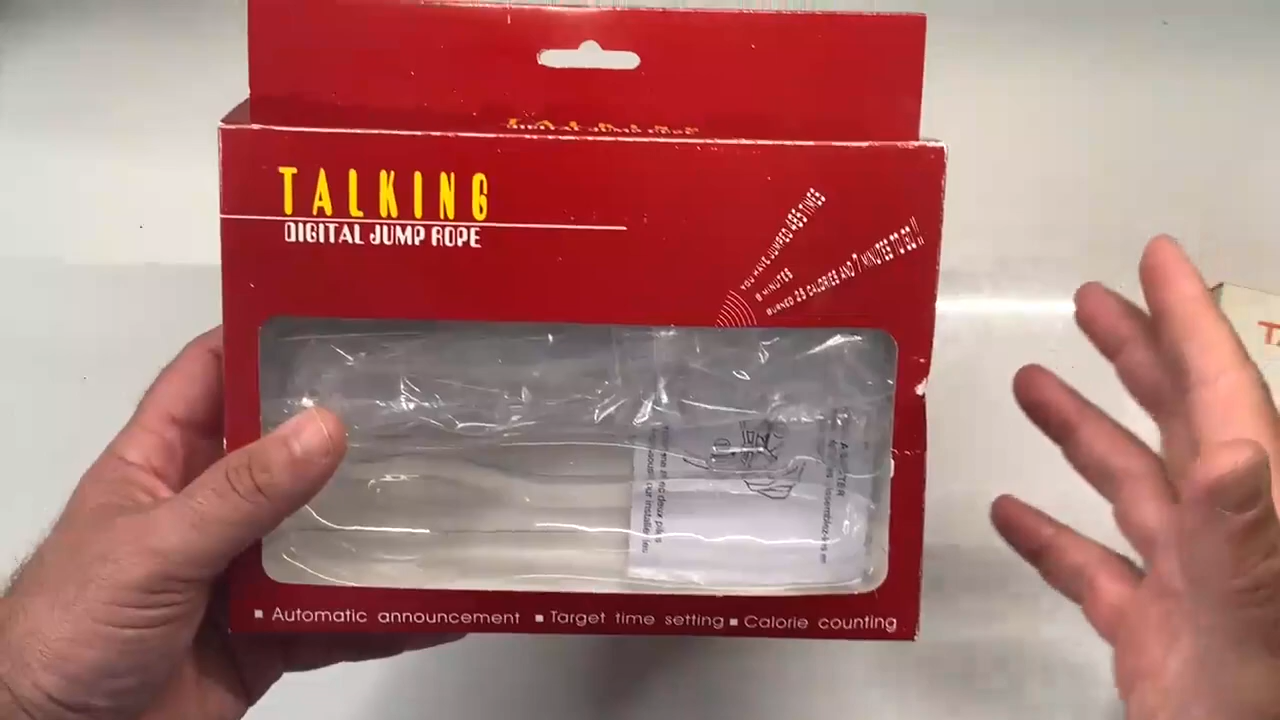 TALKING
DIGITAL JUMP ROPE
YOU HAVE JUMPED 485 TIMES
8 MINUTES
BURNED 25 CALORIES AND 7 MINUTES TO GO!!
▪ Automatic announcement ▪ Target time setting ▪ Calorie counting